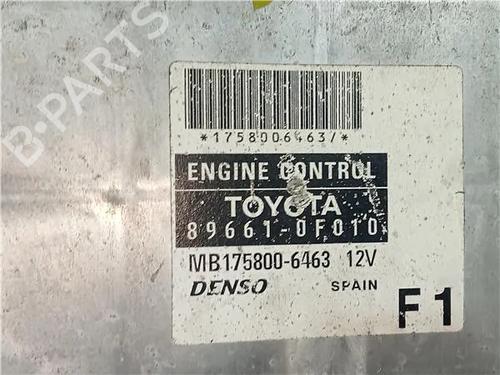 B-PARTS
*1758006463/*
ENGINE CONTROL
TOYOTA
89661-0F010
MB175800-6463 12V
DENSO SPAIN F1